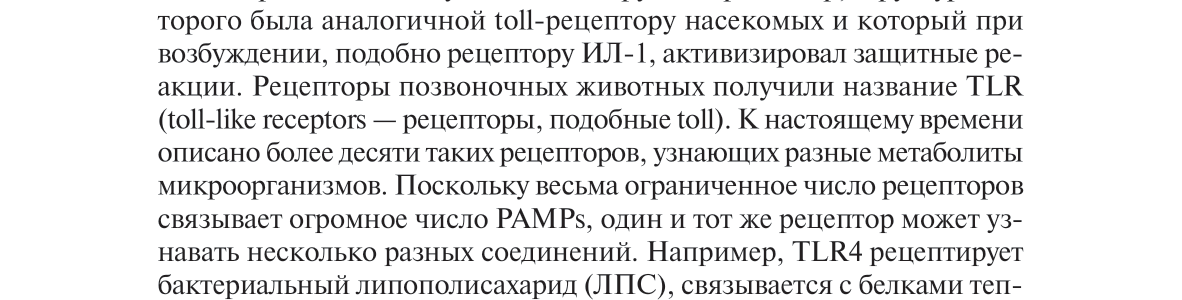 торого была аналогичной toll-рецептору насекомых и который при
возбуждении, подобно рецептору ИЛ-1, активизировал защитные ре-
акции. Рецепторы позвоночных животных получили название TLR
(toll-like receptors — рецепторы, подобные toll). К настоящему времени
описано более десяти таких рецепторов, узнающих разные метаболиты
микроорганизмов. Поскольку весьма ограниченное число рецепторов
связывает огромное число PAMPs, один и тот же рецептор может уз-
навать несколько разных соединений. Например, TLR4 рецептирует
бактериальный липополисахарид (ЛПС), связывается с белками теп-